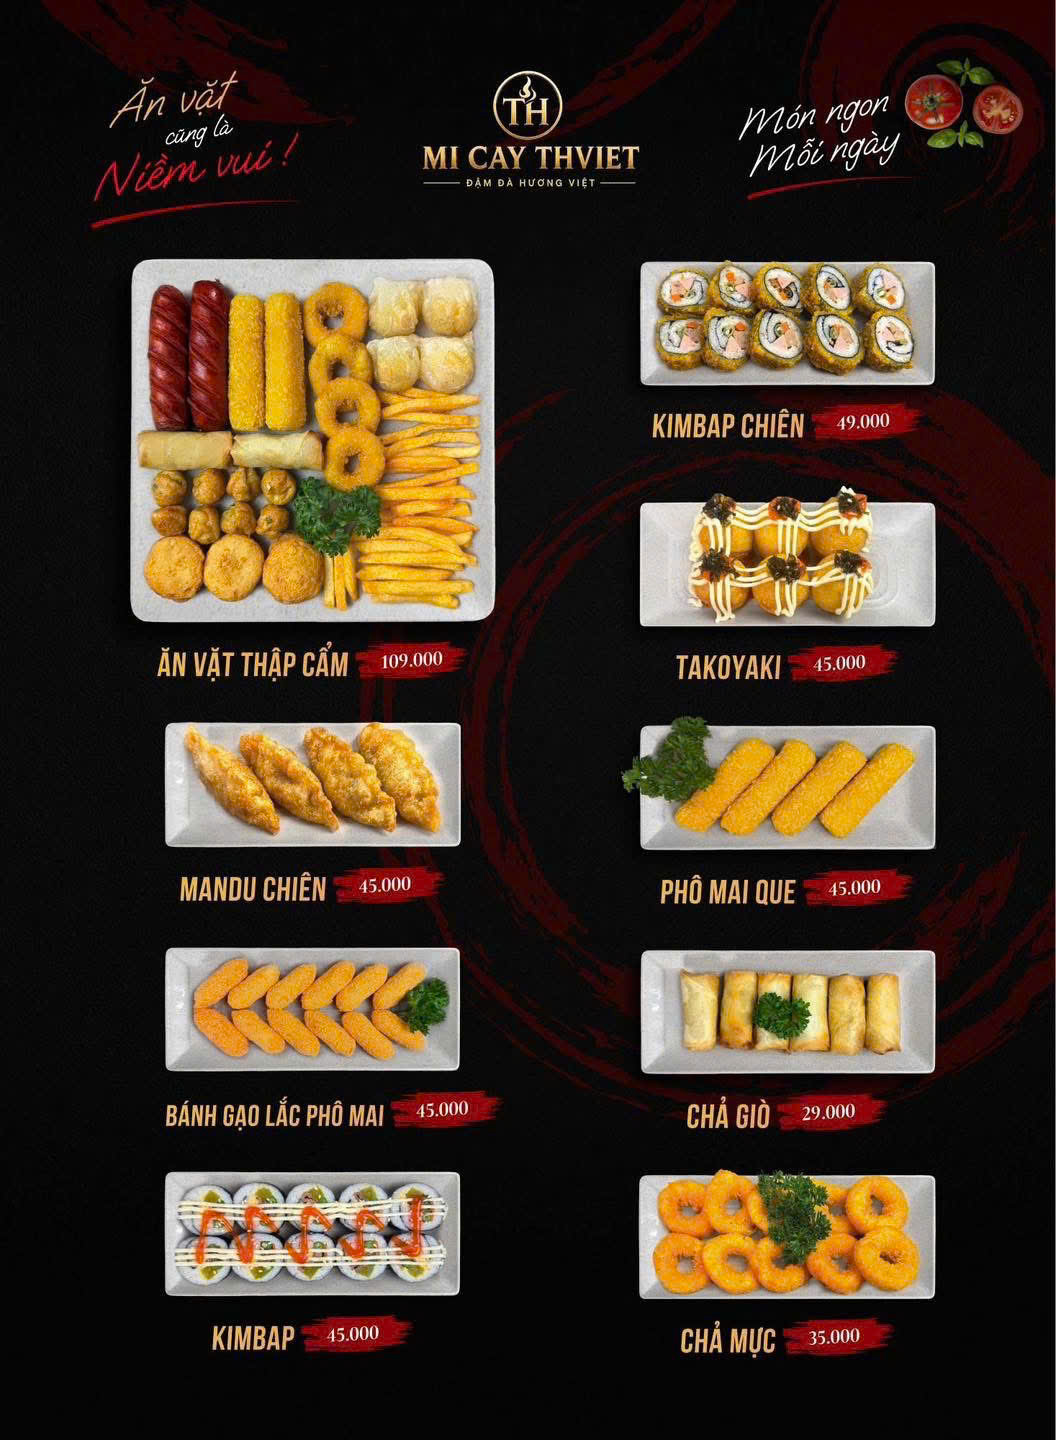 Ăn vặt
cũng là
Niềm vui !
TH
MI CAY THVIET
ĐẬM ĐÀ HƯƠNG VIỆT
Món ngon
Mỗi ngày
ĂN VẶT THẬP CẨM 109.000
KIMBAP CHIÊN 49.000
TAKOYAKI 45.000
MANDU CHIÊN 45.000
PHÔ MAI QUE 45.000
BÁNH GẠO LẮC PHÔ MAI 45.000
CHẢ GIÒ 29.000
KIMBAP 45.000
CHẢ MỰC 35.000